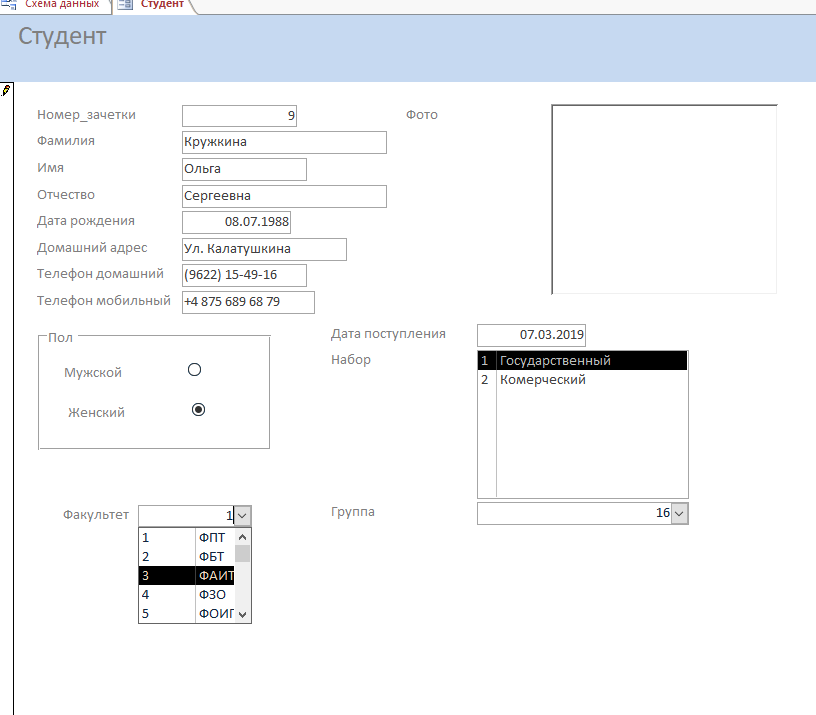 Схема данных
Студент
Студент
Номер_зачетки 9
Фото
Фамилия Кружкина
Имя Ольга
Отчество Сергеевна
Дата рождения 08.07.1988
Домашний адрес Ул. Калатушкина
Телефон домашний (9622) 15-49-16
Телефон мобильный +4 875 689 68 79
Пол
Мужской
Женский
Дата поступления 07.03.2019
Набор
1 Государственный
2 Комерческий
Факультет 1
1 ФПТ
2 ФБТ
3 ФАИТ
4 ФЗО
5 ФОИГ
Группа 16